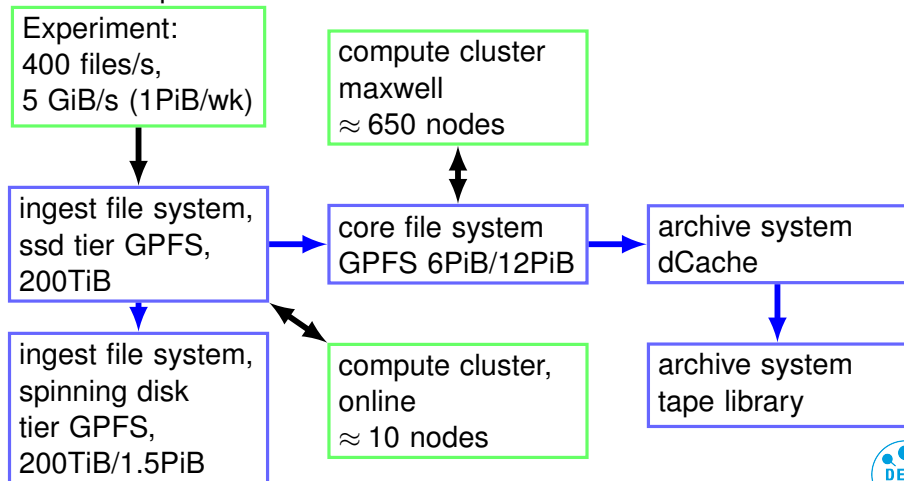 Experiment:
400 files/s,
5 GiB/s (1PiB/wk)
compute cluster
maxwell
≈ 650 nodes
ingest file system,
ssd tier GPFS,
200TiB
core file system
GPFS 6PiB/12PiB
archive system
dCache
ingest file system,
spinning disk
tier GPFS,
200TiB/1.5PiB
compute cluster,
online
≈ 10 nodes
archive system
tape library